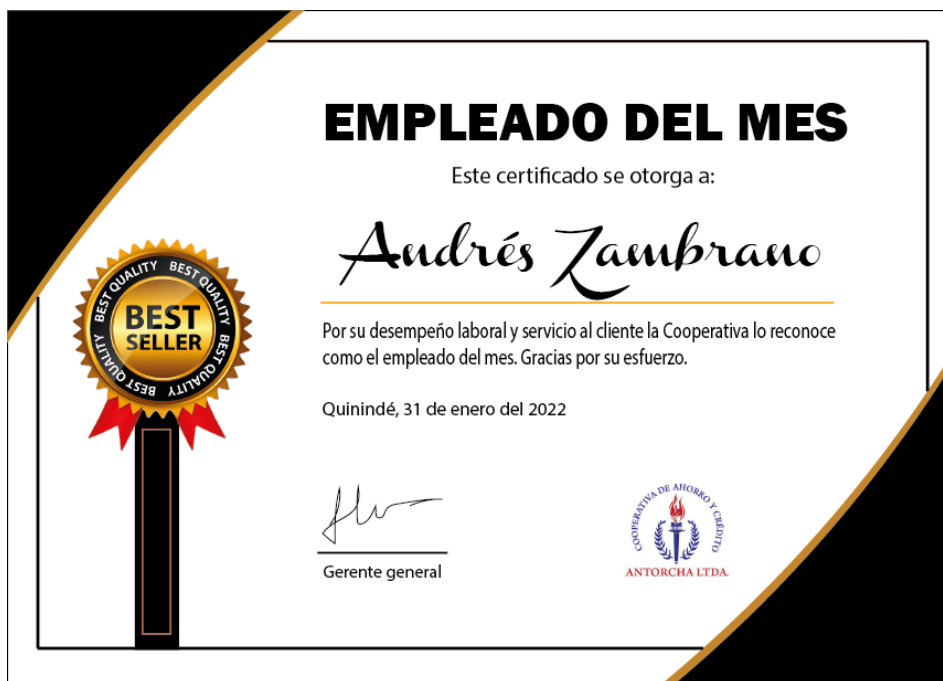 EMPLEADO DEL MES
Este certificado se otorga a:
Andrés Zambrano
BEST QUALITY BEST QUALITY BEST QUALITY BEST QUALITY
BEST
SELLER
Por su desempeño laboral y servicio al cliente la Cooperativa lo reconoce
como el empleado del mes. Gracias por su esfuerzo.
Quinindé, 31 de enero del 2022
Gerente general
COOPERATIVA DE AHORRO Y CRÉDITO
ANTORCHA LTDA.